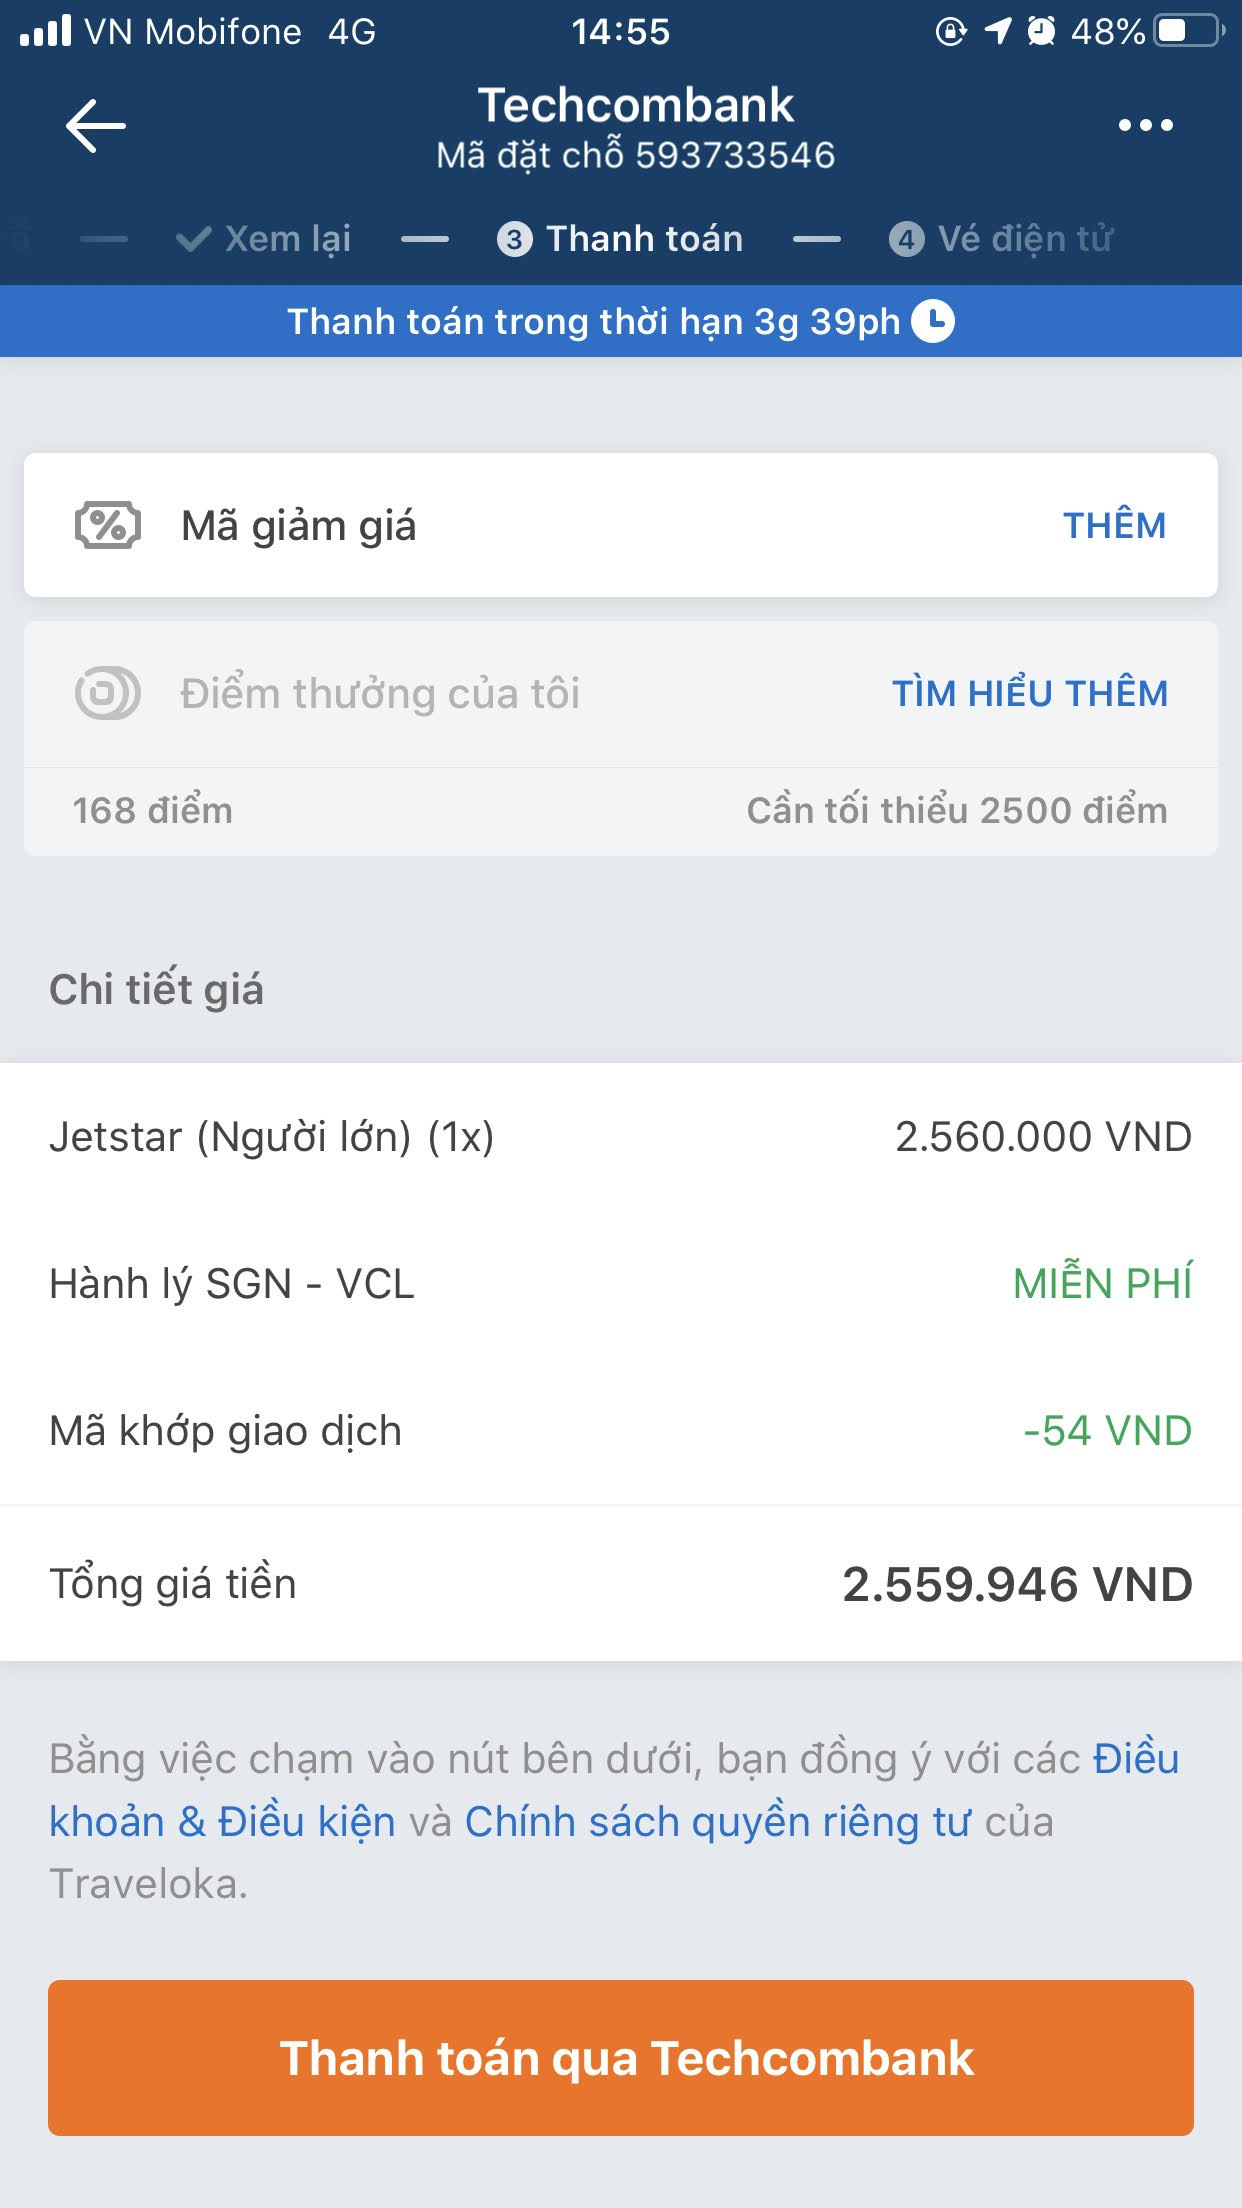 VN Mobifone 4G 14:55 48%
Techcombank
Mã đặt chỗ 593733546
Xem lại 3 Thanh toán 4 Vé điện tử
Thanh toán trong thời hạn 3g 39ph
Mã giảm giá THÊM
Điểm thưởng của tôi TÌM HIỂU THÊM
168 điểm Cần tối thiểu 2500 điểm
Chi tiết giá
Jetstar (Người lớn) (1x) 2.560.000 VND
Hành lý SGN - VCL MIỄN PHÍ
Mã khớp giao dịch -54 VND
Tổng giá tiền 2.559.946 VND
Bằng việc chạm vào nút bên dưới, bạn đồng ý với các Điều
khoản & Điều kiện và Chính sách quyền riêng tư của
Traveloka.
Thanh toán qua Techcombank